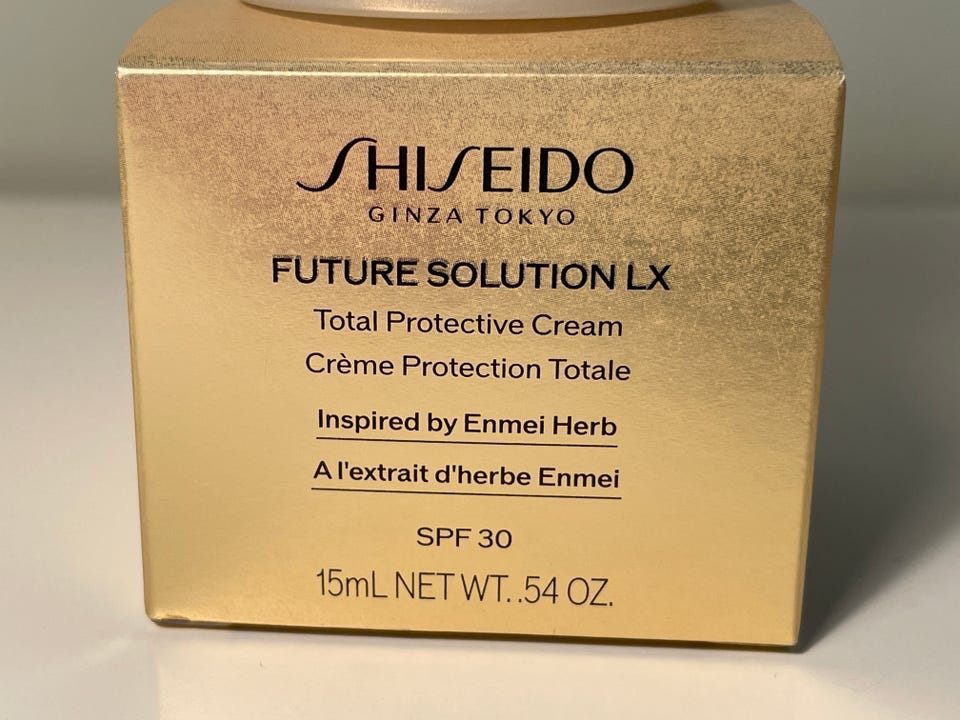 SHISEIDO
GINZA TOKYO
FUTURE SOLUTION LX
Total Protective Cream
Crème Protection Totale
Inspired by Enmei Herb
A l'extrait d'herbe Enmei
SPF 30
15mL NET WT. .54 OZ.